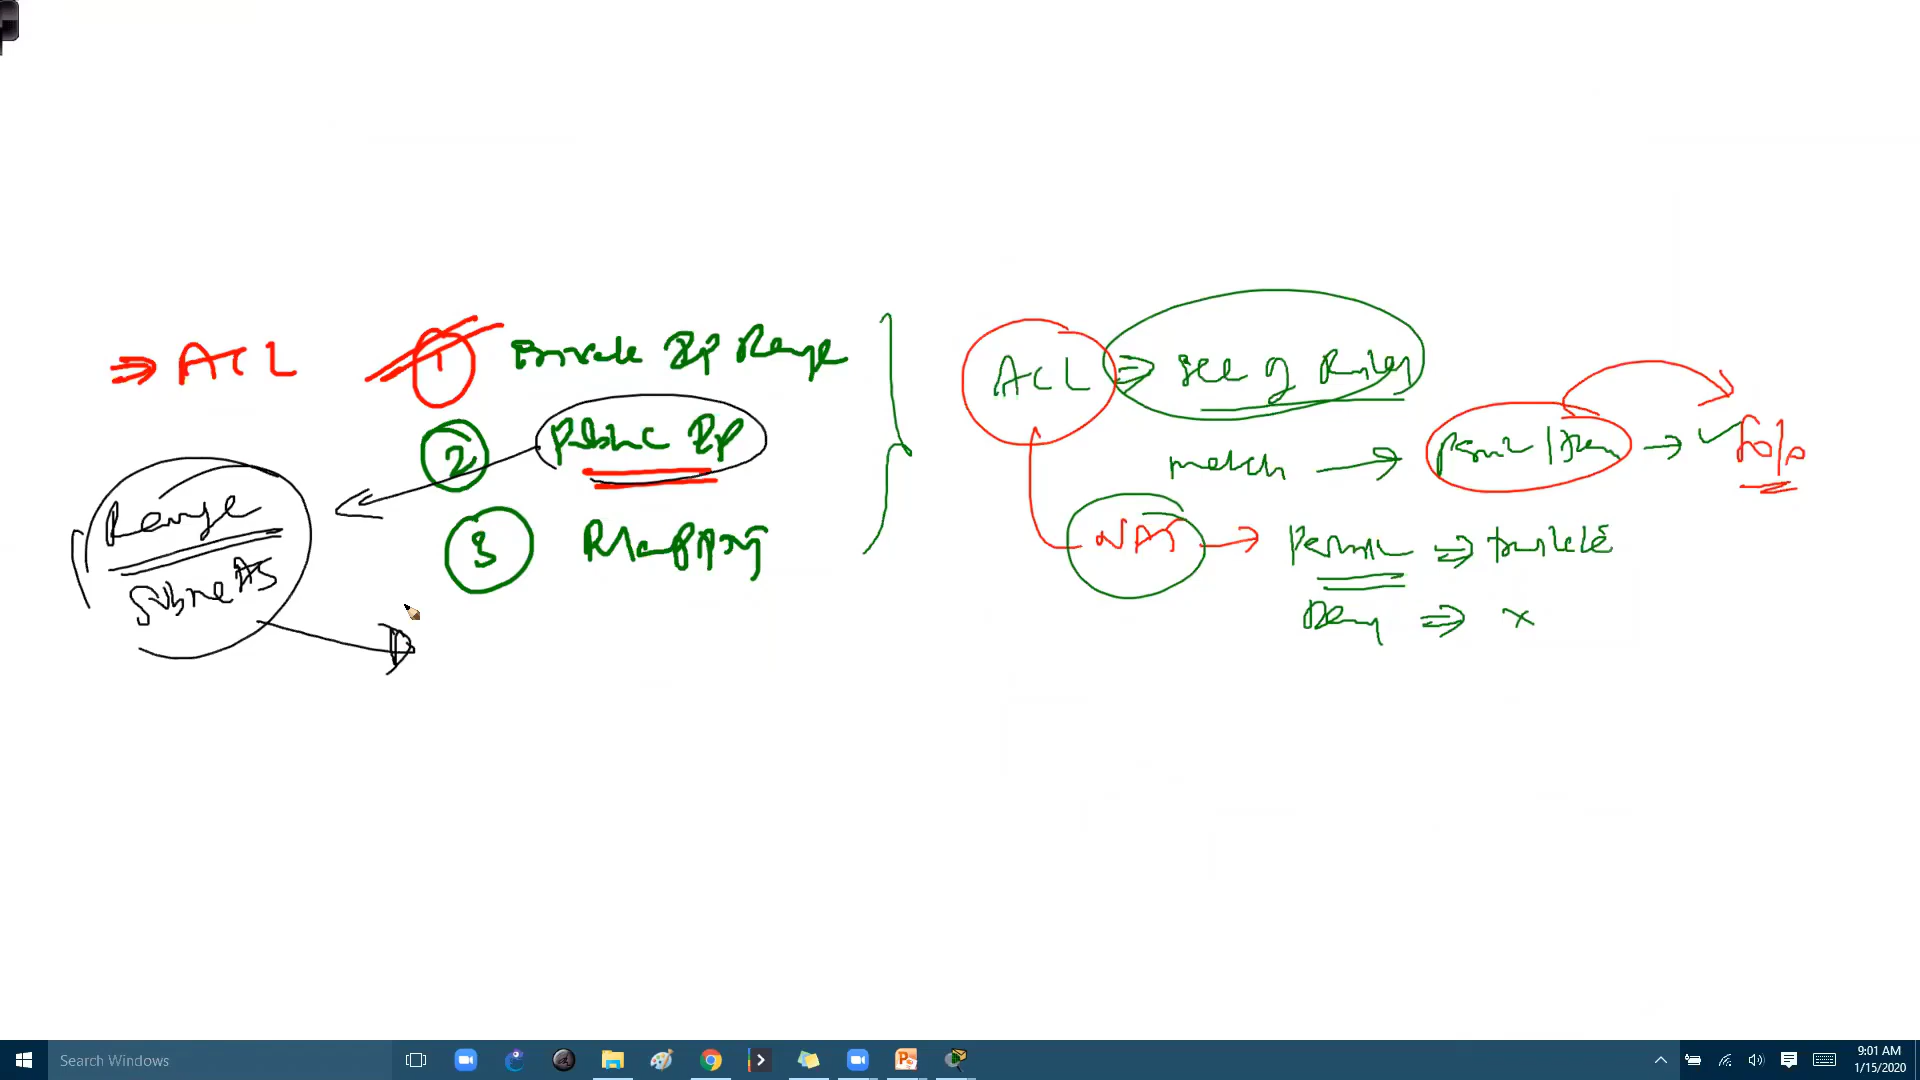 ⇒ ACL 1 Private IP Range
2 Public IP
3 Mapping
Range
Subnets
ACL ⇒ Set of Rules
match → permit | Deny →
NAT → Permit ⇒ translate
Deny ⇒ x
Search Windows
9:01 AM
1/15/2020